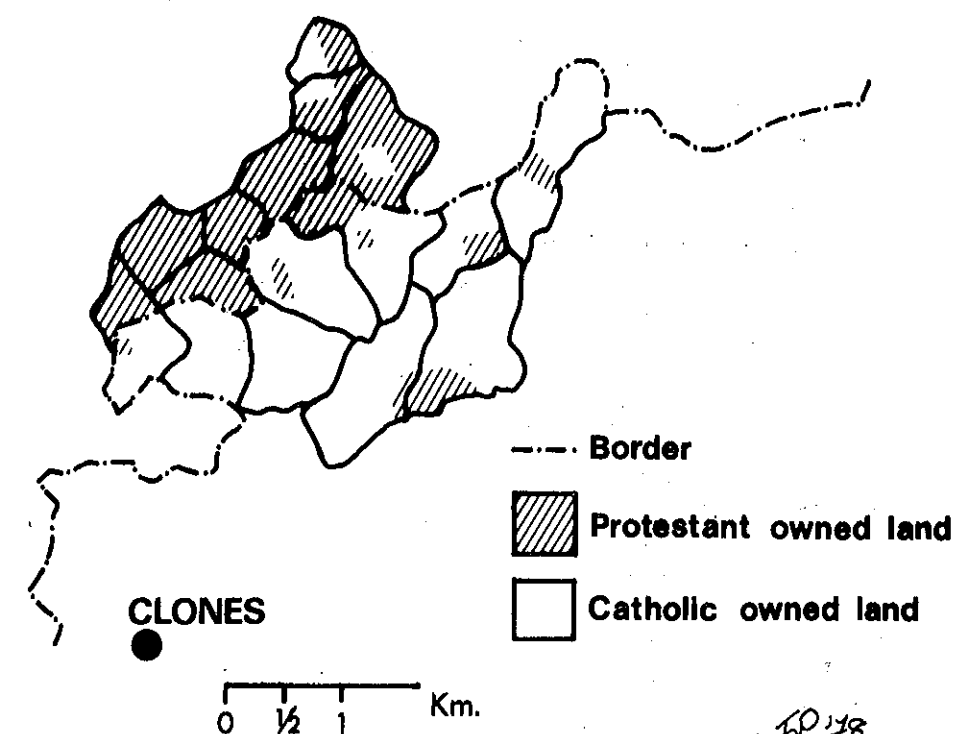 Border
Protestant owned land
Catholic owned land
CLONES
0 ½ 1 Km.